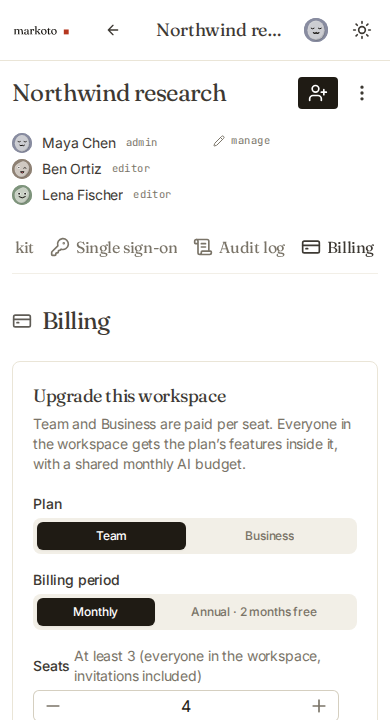 markoto
Northwind re...
Northwind research
Maya Chen admin
manage
Ben Ortiz editor
Lena Fischer editor
kit Single sign-on Audit log Billing
Billing
Upgrade this workspace
Team and Business are paid per seat. Everyone in
the workspace gets the plan’s features inside it,
with a shared monthly AI budget.
Plan
Team Business
Billing period
Monthly Annual · 2 months free
Seats At least 3 (everyone in the workspace,
invitations included)
4